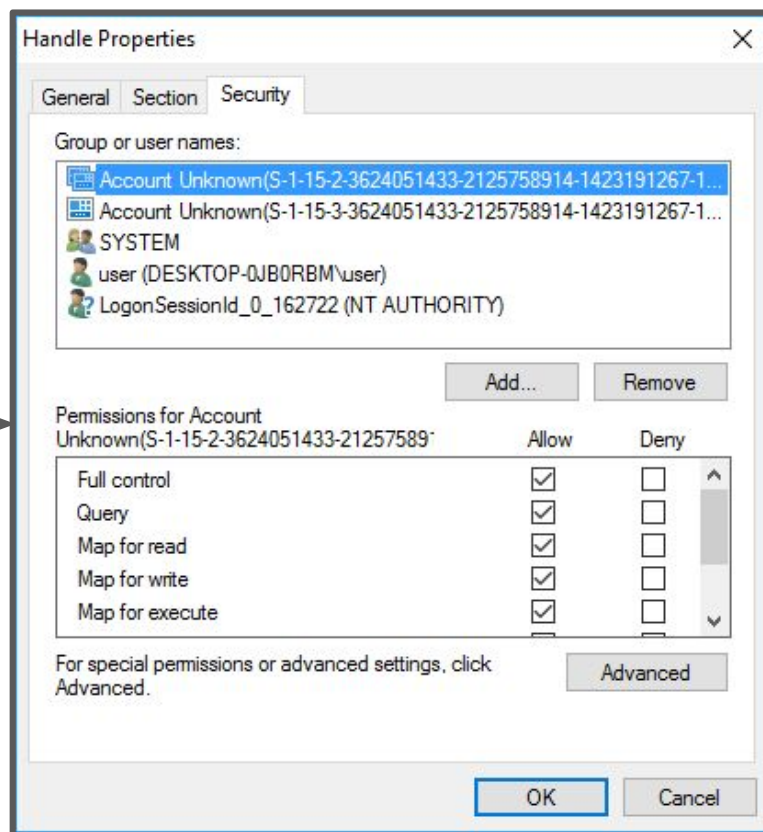 Handle Properties
General Section Security
Group or user names:
Account Unknown(S-1-15-2-3624051433-2125758914-1423191267-1...
Account Unknown(S-1-15-3-3624051433-2125758914-1423191267-1...
SYSTEM
user (DESKTOP-0JB0RBM\user)
LogonSessionId_0_162722 (NT AUTHORITY)
Add... Remove
Permissions for Account
Unknown(S-1-15-2-3624051433-21257589 Allow Deny
Full control
Query
Map for read
Map for write
Map for execute
For special permissions or advanced settings, click
Advanced.
Advanced
OK Cancel